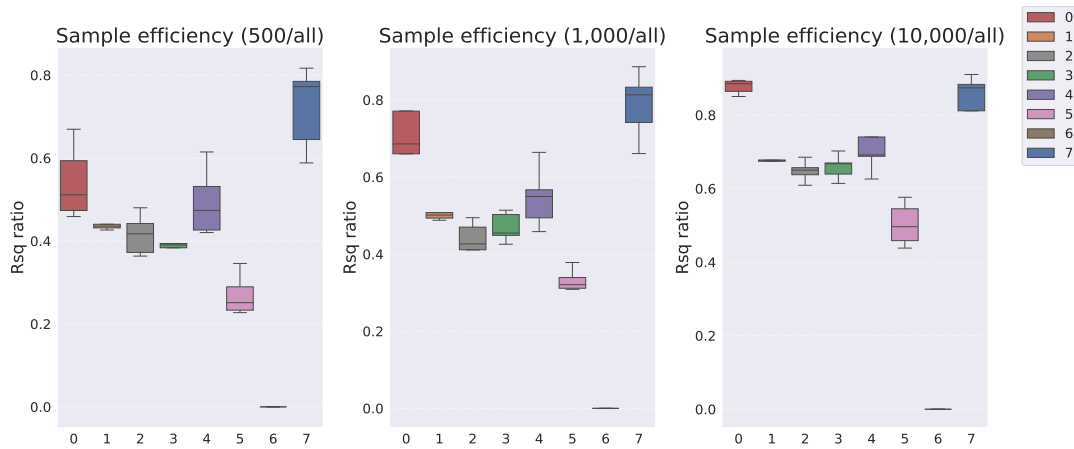 Sample efficiency (500/all)
Rsq ratio
0.8
0.6
0.4
0.2
0.0
0 1 2 3 4 5 6 7
Sample efficiency (1,000/all)
Rsq ratio
0.8
0.6
0.4
0.2
0.0
0 1 2 3 4 5 6 7
Sample efficiency (10,000/all)
Rsq ratio
0.8
0.6
0.4
0.2
0.0
0 1 2 3 4 5 6 7
0
1
2
3
4
5
6
7